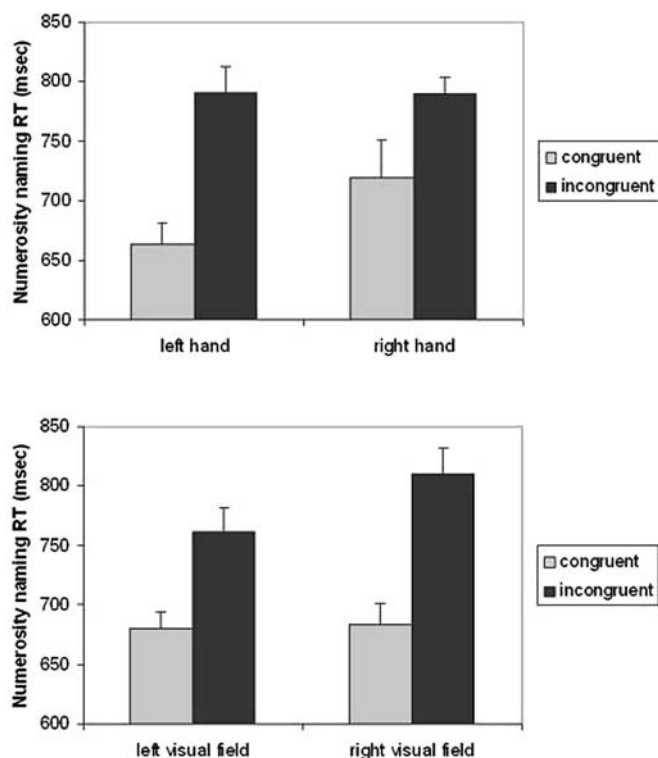 850
800
750
700
650
600
Numerosity naming RT (msec)
left hand
right hand
congruent
incongruent
850
800
750
700
650
600
Numerosity naming RT (msec)
left visual field
right visual field
congruent
incongruent